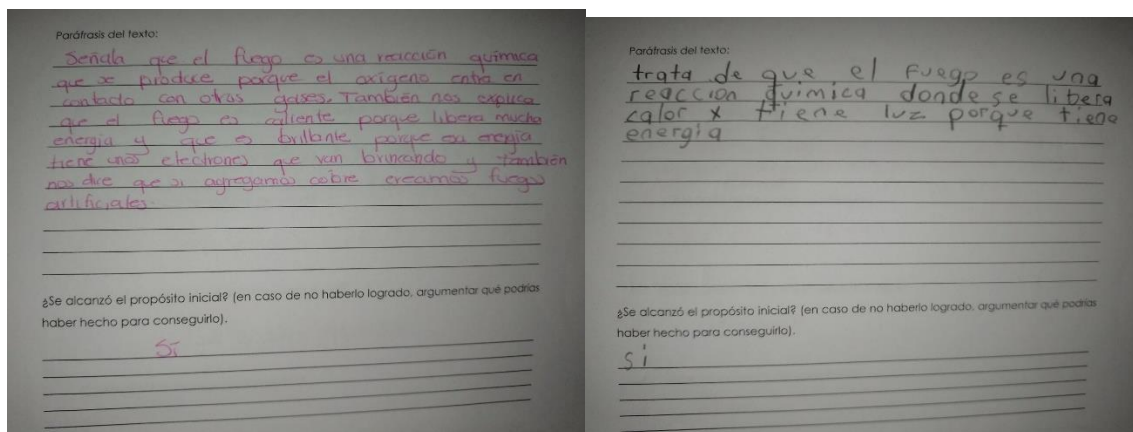 Paráfrasis del texto:
Señala que el fuego es una reacción química
que se produce porque el oxigeno entra en
contacto con otros gases. También nos explica
que el fuego es caliente porque libera mucha
energia y que es brillante porque esa energia
tiene unos electrones que van brincando y también
nos dice que si agregamos cobre creamos fuegos
artificiales.
¿Se alcanzó el propósito inicial? (en caso de no haberlo logrado, argumentar qué podrías
haber hecho para conseguirlo).
Si
Paráfrasis del texto:
trata de que el fuego es una
reaccion quimica donde se libera
calor x tiene luz porque tiene
energia
¿Se alcanzó el propósito inicial? (en caso de no haberlo logrado, argumentar qué podrías
haber hecho para conseguirlo).
si